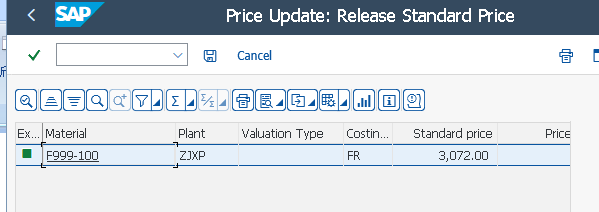 SAP Price Update: Release Standard Price
Cancel
Ex... Material Plant Valuation Type Costin... Standard price Price
F999-100 ZJXP FR 3,072.00